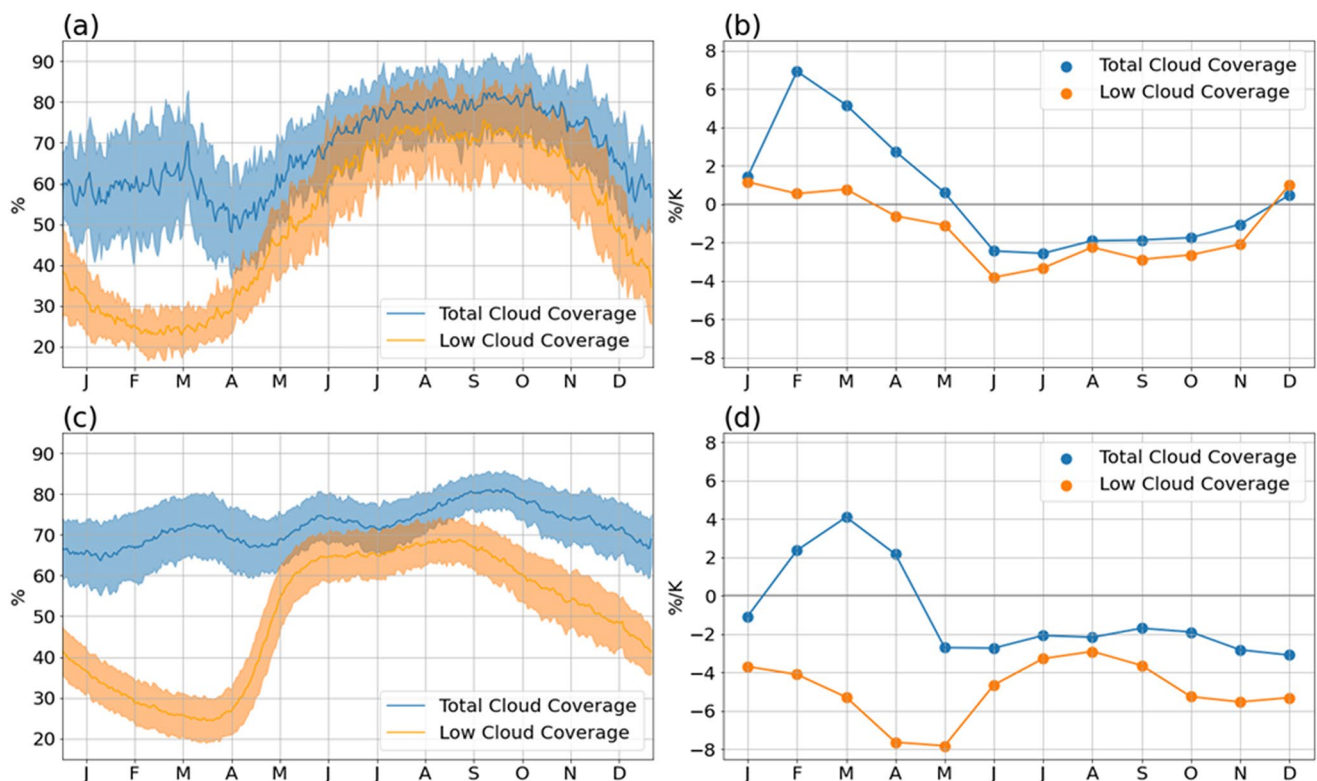 (a)
90
80
70
60
50
40
30
20
%
Total Cloud Coverage
Low Cloud Coverage
J F M A M J J A S O N D
(b)
8
6
4
2
0
−2
−4
−6
−8
%/K
Total Cloud Coverage
Low Cloud Coverage
J F M A M J J A S O N D
(c)
90
80
70
60
50
40
30
20
%
Total Cloud Coverage
Low Cloud Coverage
J F M A M J J A S O N D
(d)
8
6
4
2
0
−2
−4
−6
−8
%/K
Total Cloud Coverage
Low Cloud Coverage
J F M A M J J A S O N D